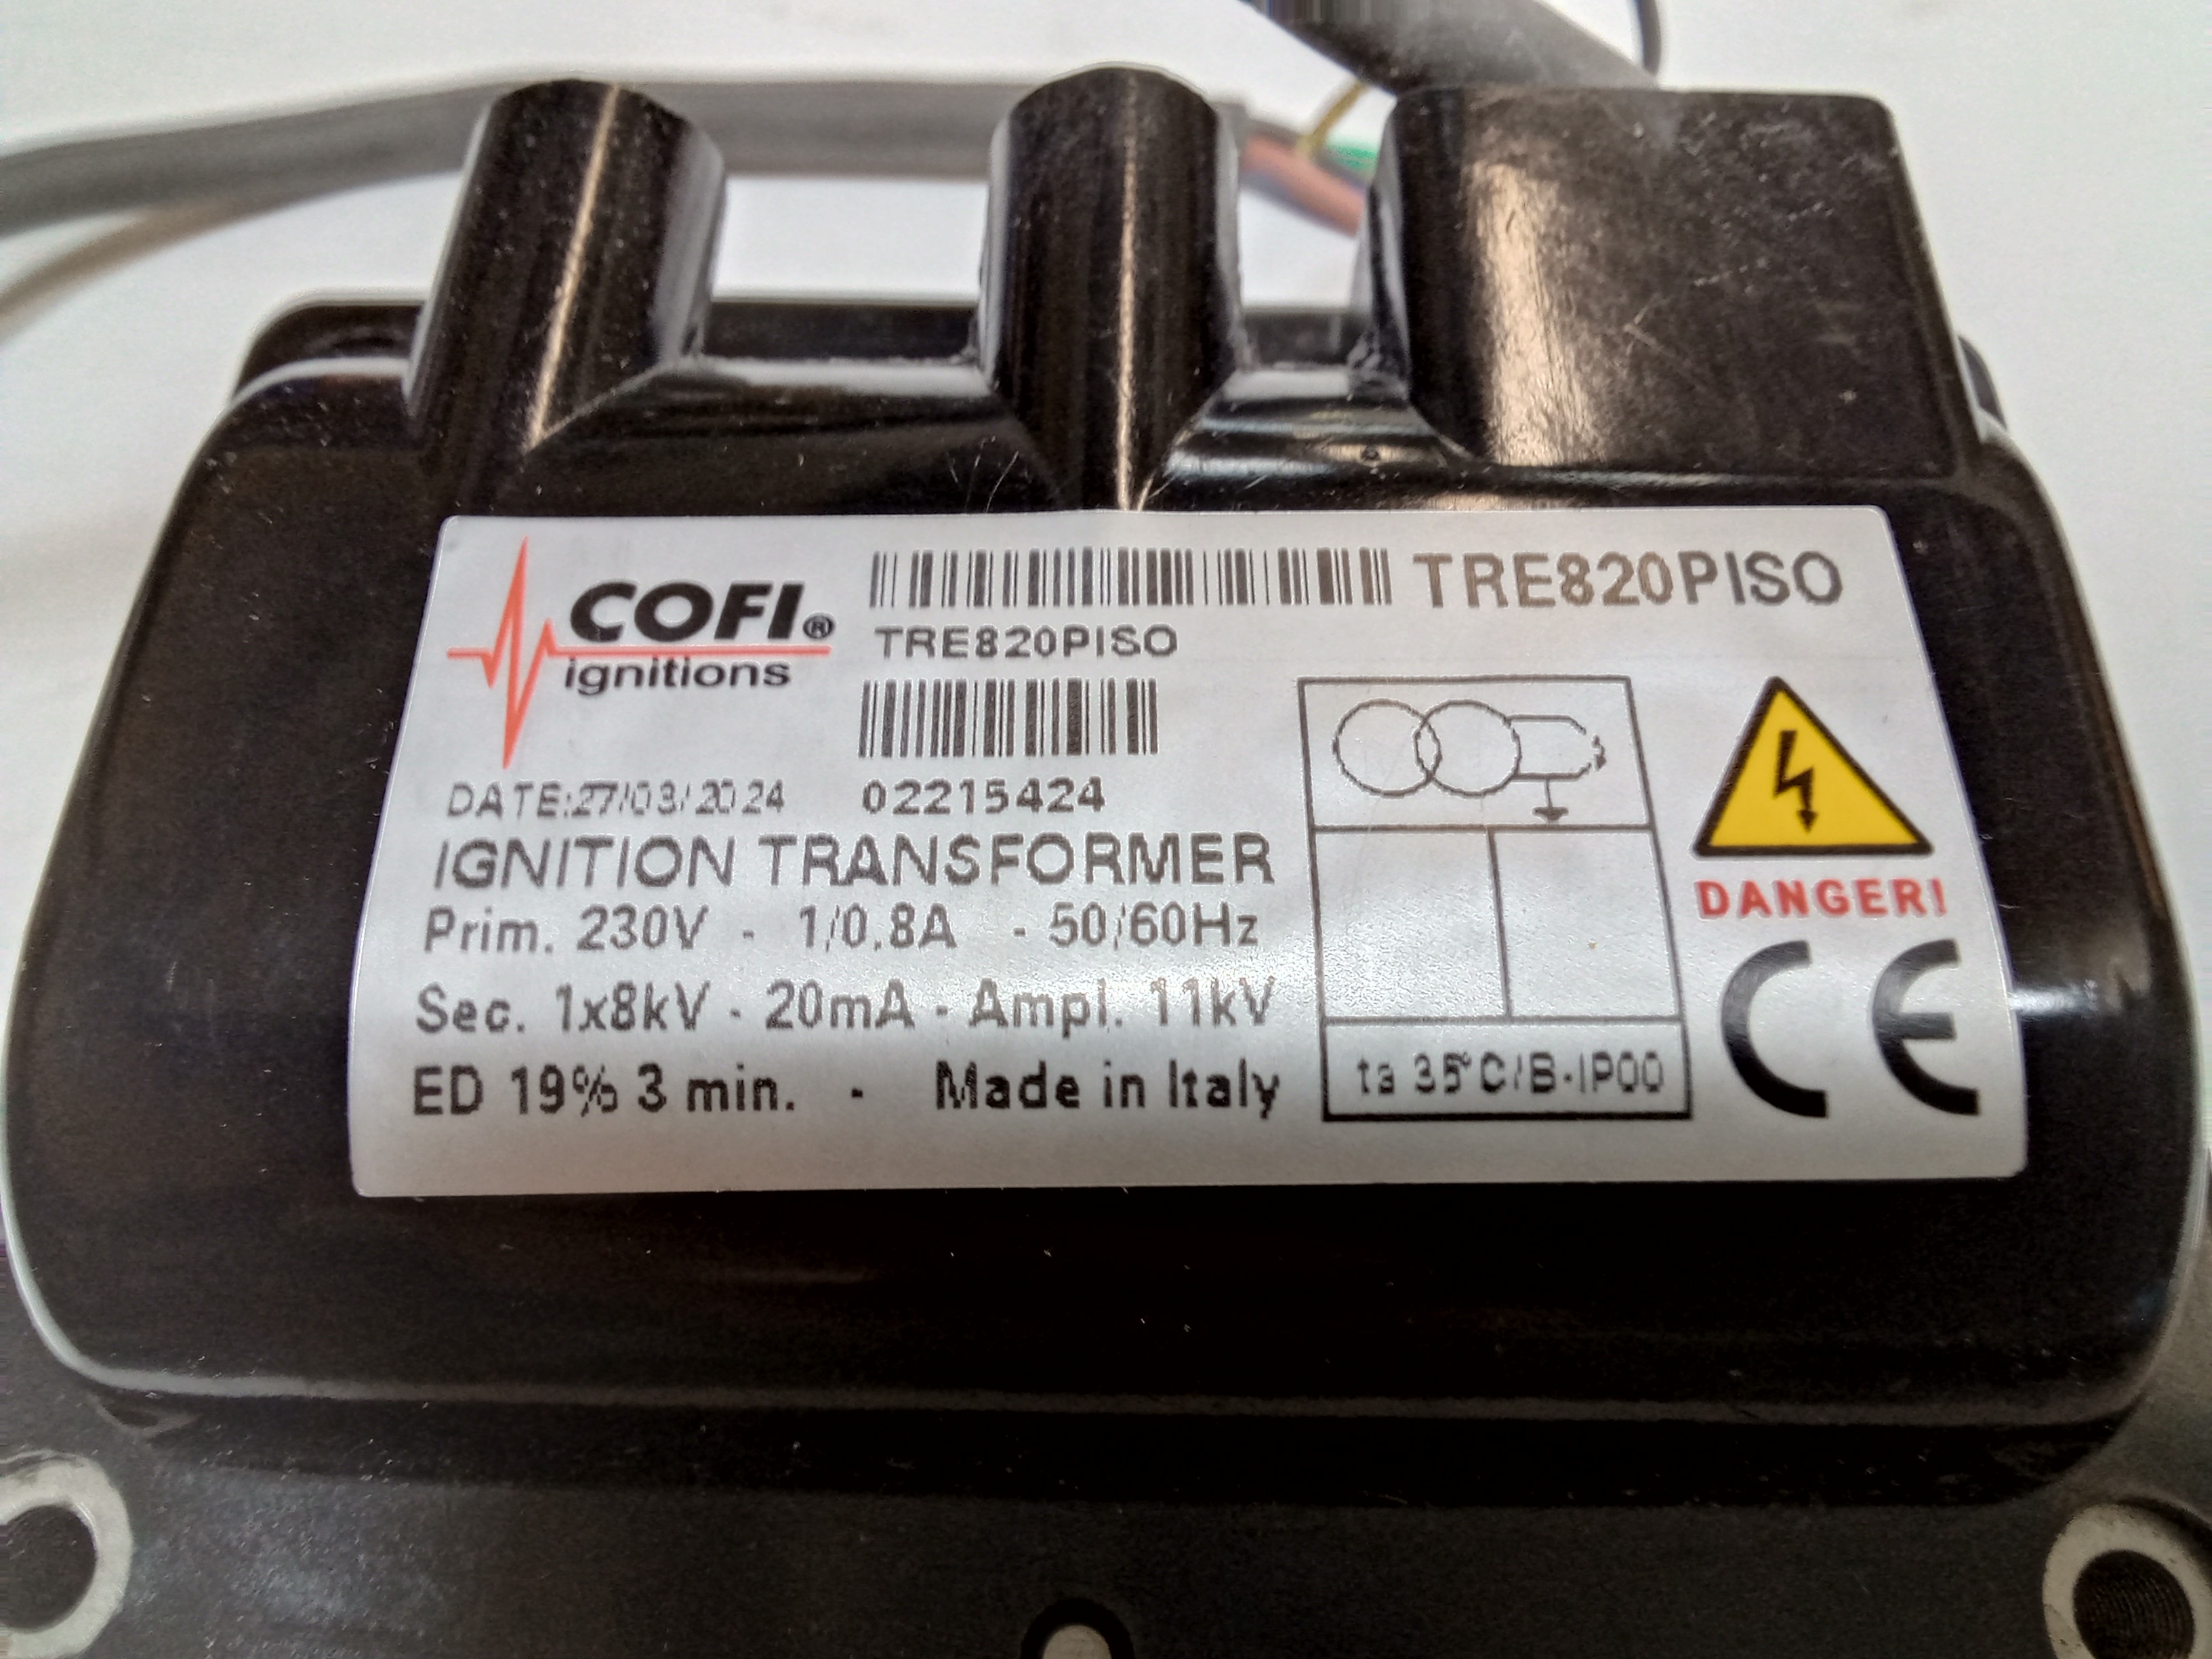 COFI®
ignitions
TRE820PISO
TRE820PISO
DATE:27/03/2024 02215424
IGNITION TRANSFORMER
Prim. 230V - 1/0.8A - 50/60Hz
Sec. 1x8kV - 20mA - Ampl. 11kV
ED 19% 3 min. - Made in Italy
ta 35°C/B-IP00
DANGER!
CE